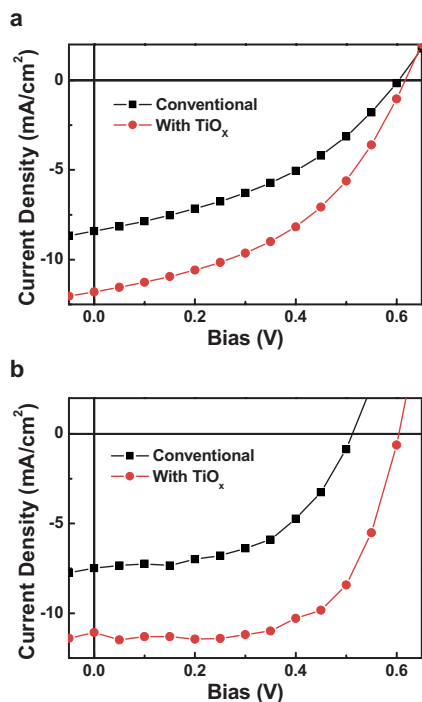 a
0
-5
-10
Current Density (mA/cm²)
Conventional
With TiOₓ
0.0 0.2 0.4 0.6
Bias (V)
b
0
-5
-10
Current Density (mA/cm²)
Conventional
With TiOₓ
0.0 0.2 0.4 0.6
Bias (V)